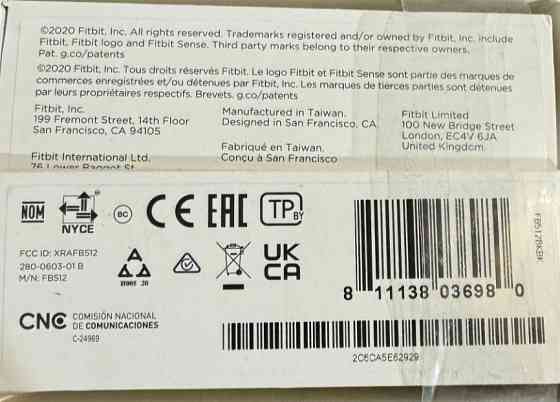 ©2020 Fitbit, Inc. All rights reserved. Trademarks registered and/or owned by Fitbit, Inc. include
Fitbit, Fitbit logo and Fitbit Sense. Third party marks belong to their respective owners.
Pat. g.co/patents
©2020 Fitbit, Inc. Tous droits réservés Fitbit. Le logo Fitbit et Fitbit Sense sont partie des marques de
commerces enregistrées et/ou détenues par Fitbit, Inc. Les marques de tierces parties sont détenues
par leurs propriétaires respectifs. Brevets. g.co/patents
Fitbit, Inc.
199 Fremont Street, 14th Floor
San Francisco, CA 94105
Fitbit International Ltd.
76 Lower Baggot St
Manufactured in Taiwan.
Designed in San Francisco, CA
Fabriqué en Taiwan.
Conçu à San Francisco
Fitbit Limited
100 New Bridge Street
London, EC4V 6JA
United Kingdom
NOM
NYCE
BC
CE
EAC
TP BY
FCC ID: XRAFB512
280-0603-01 B
M/N: FB512
UK
CA
CNC COMISIÓN NACIONAL
DE COMUNICACIONES
C-24969
8 11138 03698 0
2C6CA5E62929
FB512BKBK